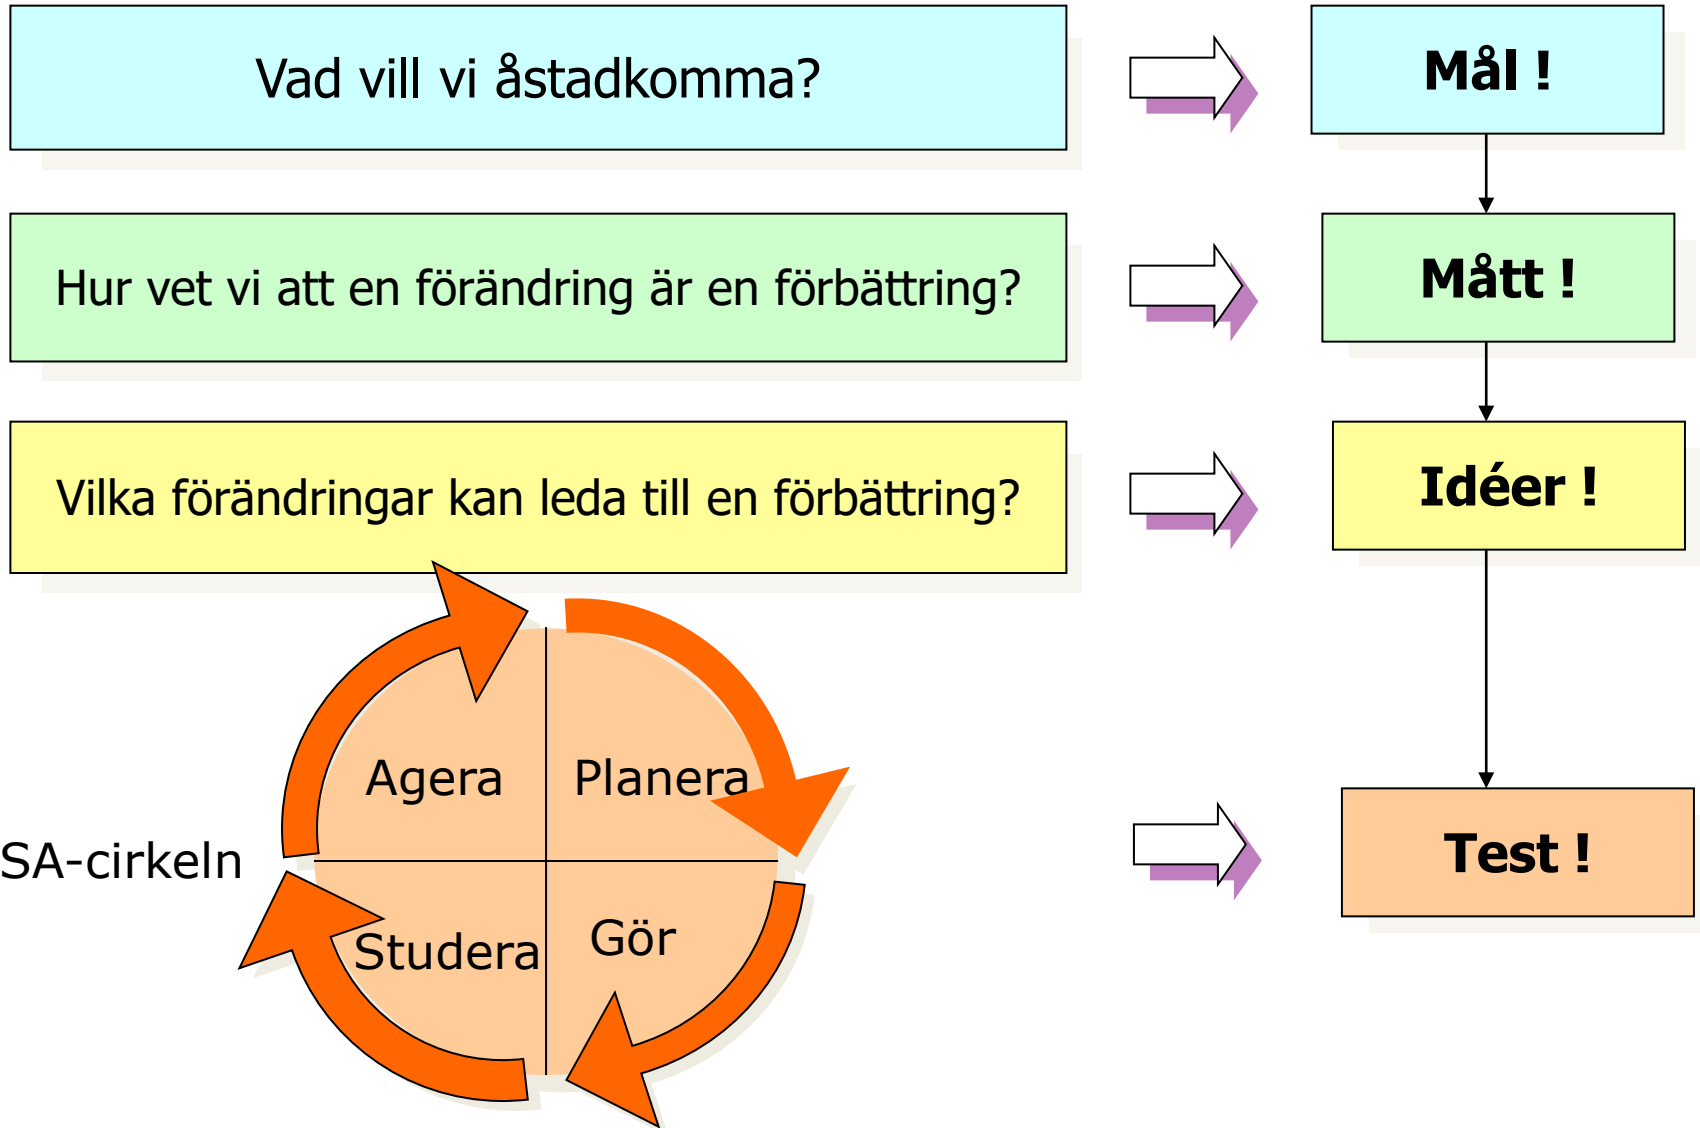 Vad vill vi åstadkomma?
Mål !
Hur vet vi att en förändring är en förbättring?
Mått !
Vilka förändringar kan leda till en förbättring?
Idéer !
Agera
Planera
SA-cirkeln
Studera
Gör
Test !